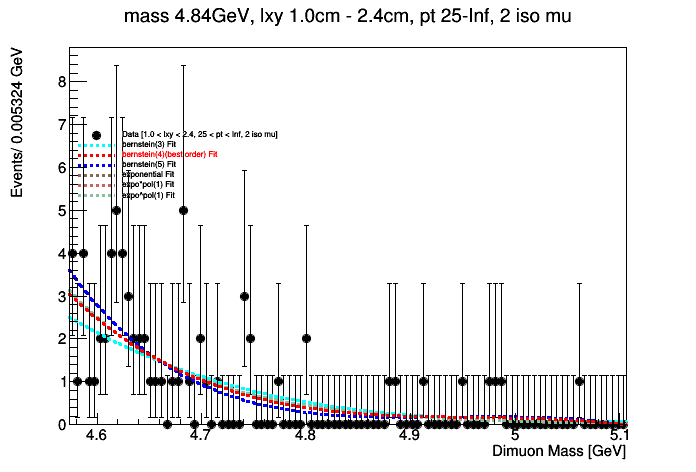 mass 4.84GeV, lxy 1.0cm - 2.4cm, pt 25-Inf, 2 iso mu
Events/ 0.005324 GeV
8
7
6
5
4
3
2
1
0
Data [1.0 < lxy < 2.4, 25 < pt < Inf, 2 iso mu]
bernstein(3) Fit
bernstein(4)(best order) Fit
bernstein(5) Fit
exponential Fit
expo*pol(1) Fit
expo^pol(1) Fit
4.6
4.7
4.8
4.9
5
5.1
Dimuon Mass [GeV]